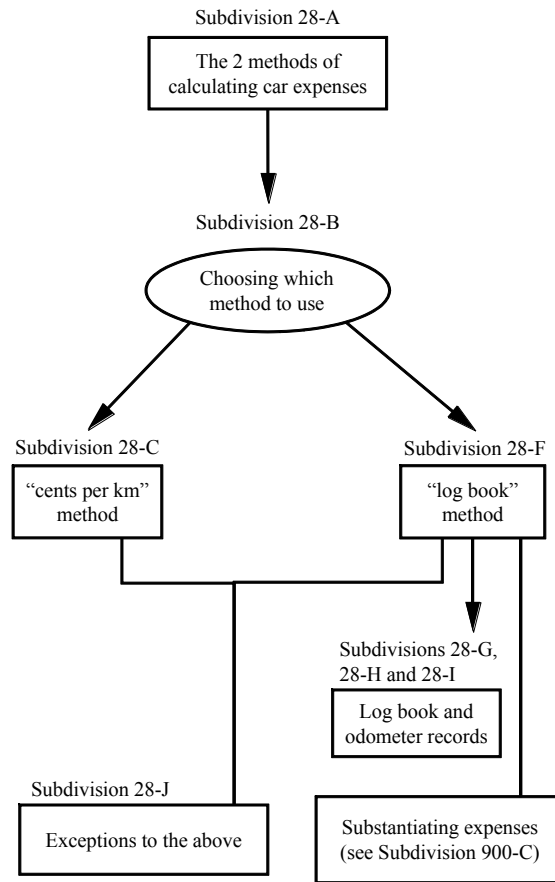 Subdivision 28-A
The 2 methods of
calculating car expenses
Subdivision 28-B
Choosing which
method to use
Subdivision 28-C
“cents per km”
method
Subdivision 28-F
“log book”
method
Subdivisions 28-G,
28-H and 28-I
Log book and
odometer records
Subdivision 28-J
Exceptions to the above
Substantiating expenses
(see Subdivision 900-C)